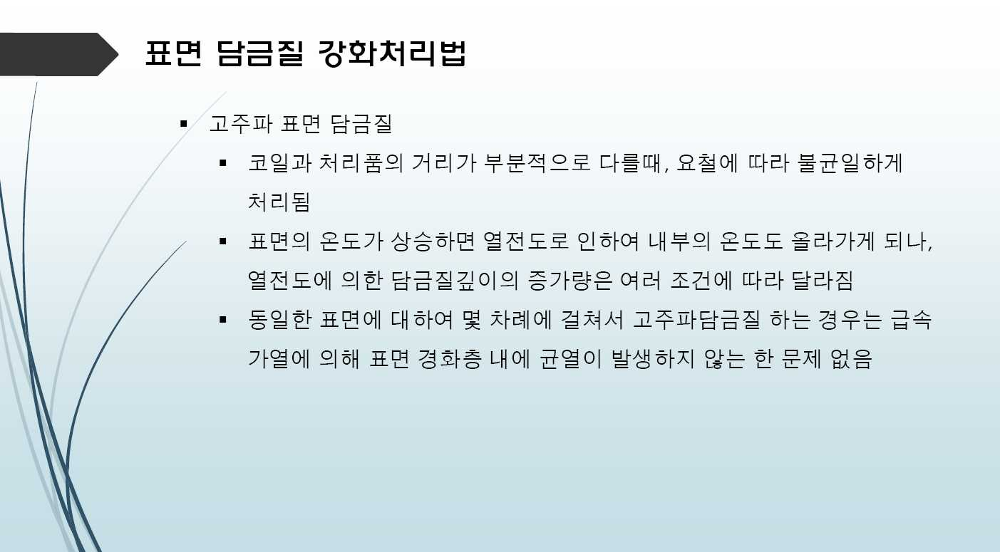 표면 담금질 강화처리법
▪ 고주파 표면 담금질
▪ 코일과 처리품의 거리가 부분적으로 다를때, 요철에 따라 불균일하게
처리됨
▪ 표면의 온도가 상승하면 열전도로 인하여 내부의 온도도 올라가게 되나,
열전도에 의한 담금질깊이의 증가량은 여러 조건에 따라 달라짐
▪ 동일한 표면에 대하여 몇 차례에 걸쳐서 고주파담금질 하는 경우는 급속
가열에 의해 표면 경화층 내에 균열이 발생하지 않는 한 문제 없음